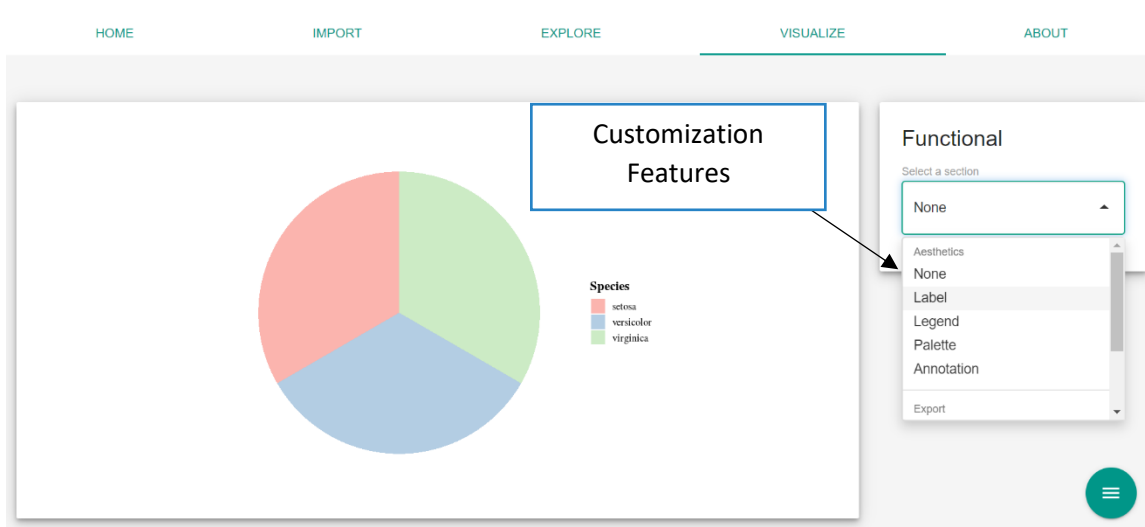 HOME IMPORT EXPLORE VISUALIZE ABOUT
Customization
Features
Species
setosa
versicolor
virginica
Functional
Select a section
None
Aesthetics
None
Label
Legend
Palette
Annotation
Export